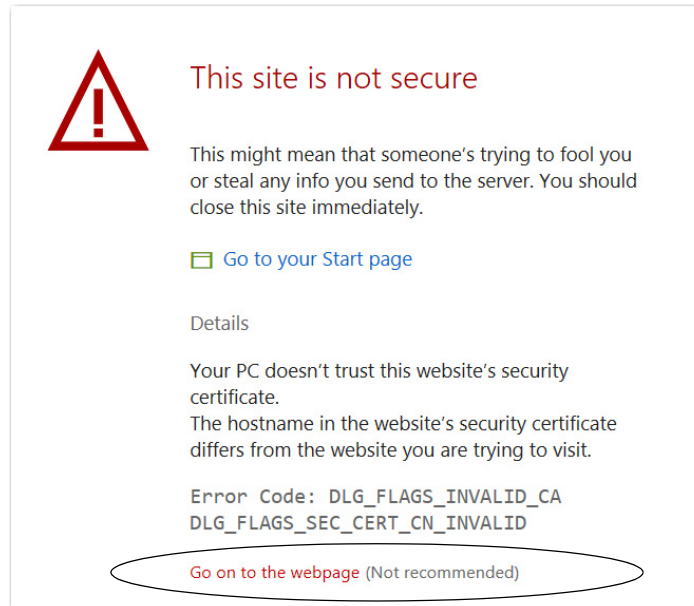 This site is not secure
This might mean that someone's trying to fool you
or steal any info you send to the server. You should
close this site immediately.
Go to your Start page
Details
Your PC doesn't trust this website's security
certificate.
The hostname in the website's security certificate
differs from the website you are trying to visit.
Error Code: DLG_FLAGS_INVALID_CA
DLG_FLAGS_SEC_CERT_CN_INVALID
Go on to the webpage (Not recommended)